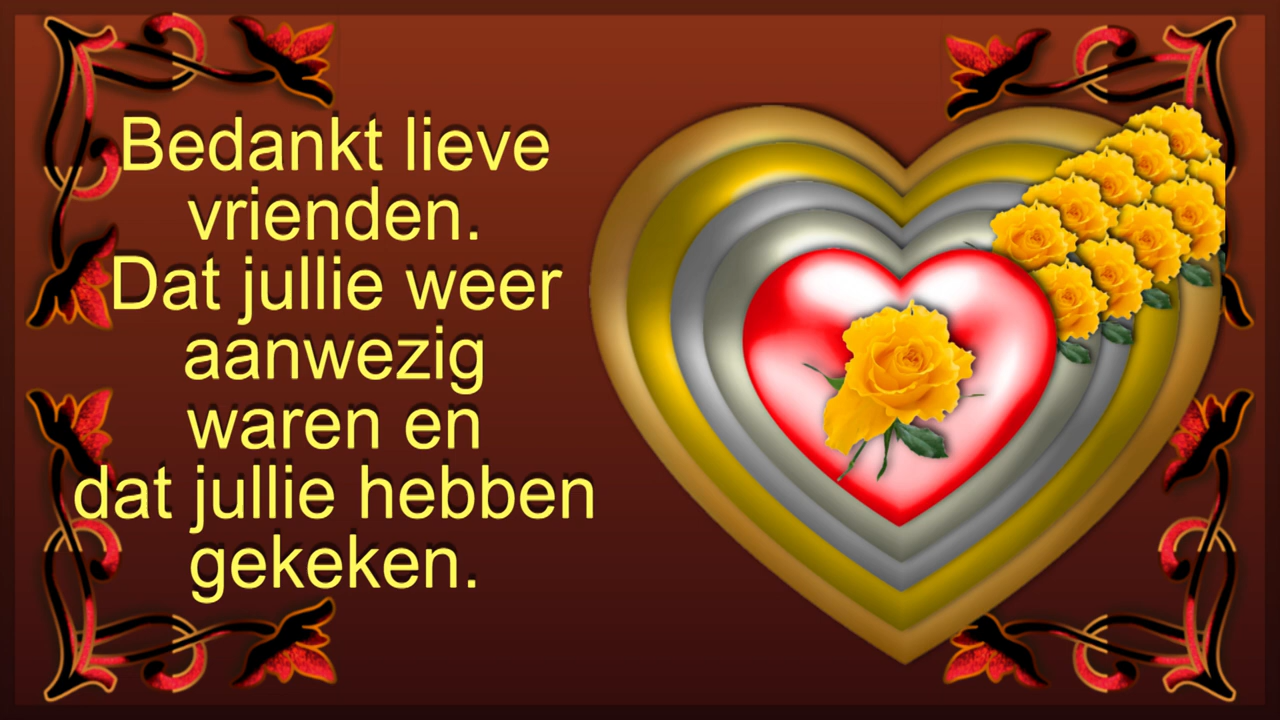 Bedankt lieve
vrienden.
Dat jullie weer
aanwezig
waren en
dat jullie hebben
gekeken.